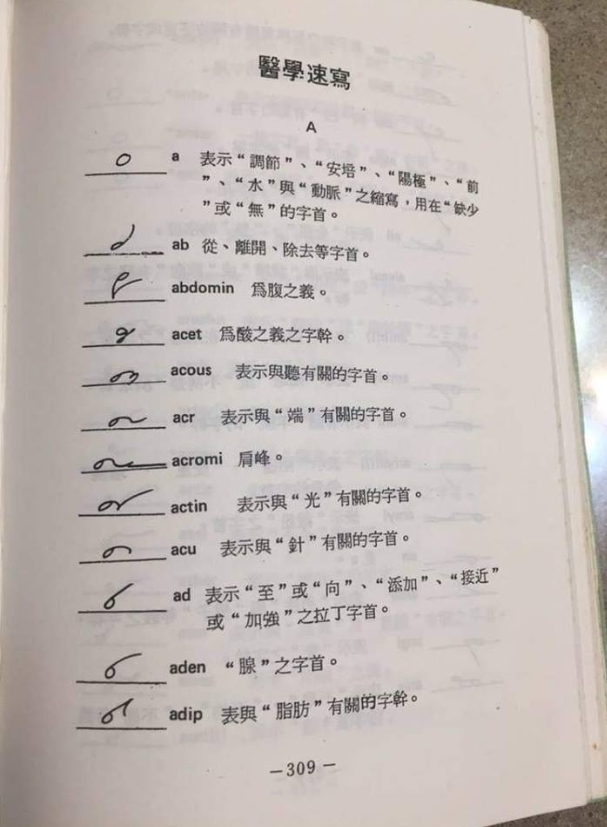 醫學速寫
A
a 表示“調節”、“安培”、“陽極”、“前
”、“水”與“動脈”之縮寫，用在“缺少
”或“無”的字首。
ab 從、離開、除去等字首。
abdomin 爲腹之義。
acet 爲酸之義之字幹。
acous 表示與聽有關的字首。
acr 表示與“端”有關的字首。
acromi 肩峰。
actin 表示與“光”有關的字首。
acu 表示與“針”有關的字首。
ad 表示“至”或“向”、“添加”、“接近”
或“加強”之拉丁字首。
aden “腺”之字首。
adip 表與“脂肪”有關的字幹。
－309－